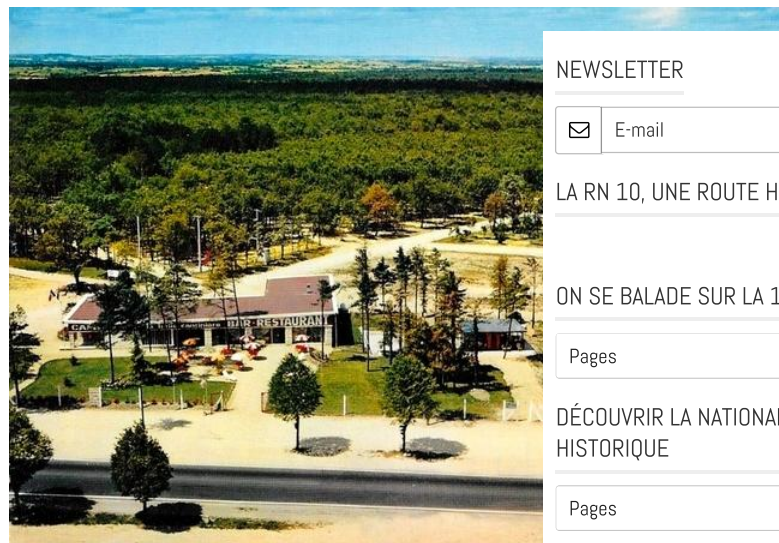 NEWSLETTER
E-mail
LA RN 10, UNE ROUTE H
ON SE BALADE SUR LA 1
Pages
DÉCOUVRIR LA NATIONAL
HISTORIQUE
Pages
BAR-RESTAURANT